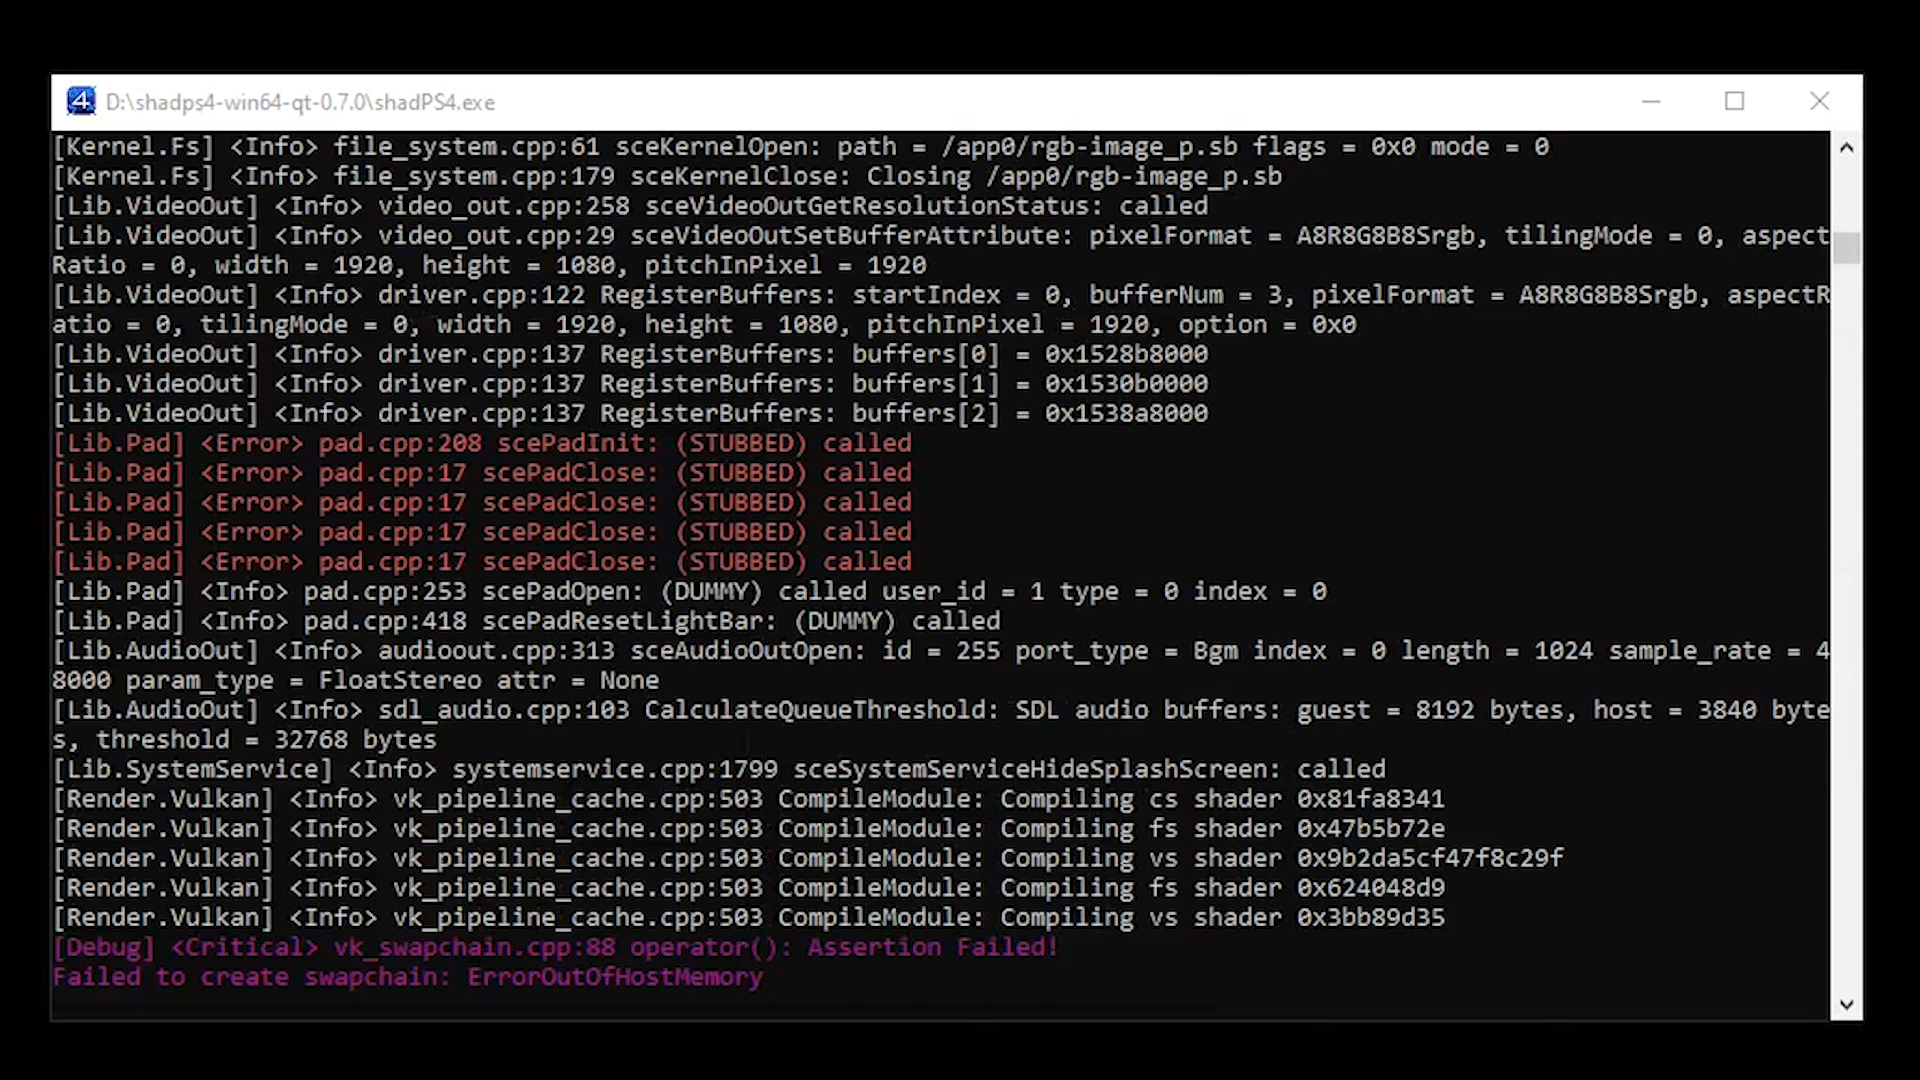 D:\shadps4-win64-qt-0.7.0\shadPS4.exe
[Kernel.Fs] <Info> file_system.cpp:61 sceKernelOpen: path = /app0/rgb-image_p.sb flags = 0x0 mode = 0
[Kernel.Fs] <Info> file_system.cpp:179 sceKernelClose: Closing /app0/rgb-image_p.sb
[Lib.VideoOut] <Info> video_out.cpp:258 sceVideoOutGetResolutionStatus: called
[Lib.VideoOut] <Info> video_out.cpp:29 sceVideoOutSetBufferAttribute: pixelFormat = A8R8G8B8Srgb, tilingMode = 0, aspect
Ratio = 0, width = 1920, height = 1080, pitchInPixel = 1920
[Lib.VideoOut] <Info> driver.cpp:122 RegisterBuffers: startIndex = 0, bufferNum = 3, pixelFormat = A8R8G8B8Srgb, aspectR
atio = 0, tilingMode = 0, width = 1920, height = 1080, pitchInPixel = 1920, option = 0x0
[Lib.VideoOut] <Info> driver.cpp:137 RegisterBuffers: buffers[0] = 0x1528b8000
[Lib.VideoOut] <Info> driver.cpp:137 RegisterBuffers: buffers[1] = 0x1530b0000
[Lib.VideoOut] <Info> driver.cpp:137 RegisterBuffers: buffers[2] = 0x1538a8000
[Lib.Pad] <Error> pad.cpp:208 scePadInit: (STUBBED) called
[Lib.Pad] <Error> pad.cpp:17 scePadClose: (STUBBED) called
[Lib.Pad] <Error> pad.cpp:17 scePadClose: (STUBBED) called
[Lib.Pad] <Error> pad.cpp:17 scePadClose: (STUBBED) called
[Lib.Pad] <Error> pad.cpp:17 scePadClose: (STUBBED) called
[Lib.Pad] <Info> pad.cpp:253 scePadOpen: (DUMMY) called user_id = 1 type = 0 index = 0
[Lib.Pad] <Info> pad.cpp:418 scePadResetLightBar: (DUMMY) called
[Lib.AudioOut] <Info> audioout.cpp:313 sceAudioOutOpen: id = 255 port_type = Bgm index = 0 length = 1024 sample_rate = 4
8000 param_type = FloatStereo attr = None
[Lib.AudioOut] <Info> sdl_audio.cpp:103 CalculateQueueThreshold: SDL audio buffers: guest = 8192 bytes, host = 3840 byte
s, threshold = 32768 bytes
[Lib.SystemService] <Info> systemservice.cpp:1799 sceSystemServiceHideSplashScreen: called
[Render.Vulkan] <Info> vk_pipeline_cache.cpp:503 CompileModule: Compiling cs shader 0x81fa8341
[Render.Vulkan] <Info> vk_pipeline_cache.cpp:503 CompileModule: Compiling fs shader 0x47b5b72e
[Render.Vulkan] <Info> vk_pipeline_cache.cpp:503 CompileModule: Compiling vs shader 0x9b2da5cf47f8c29f
[Render.Vulkan] <Info> vk_pipeline_cache.cpp:503 CompileModule: Compiling fs shader 0x624048d9
[Render.Vulkan] <Info> vk_pipeline_cache.cpp:503 CompileModule: Compiling vs shader 0x3bb89d35
[Debug] <Critical> vk_swapchain.cpp:88 operator(): Assertion Failed!
Failed to create swapchain: ErrorOutOfHostMemory